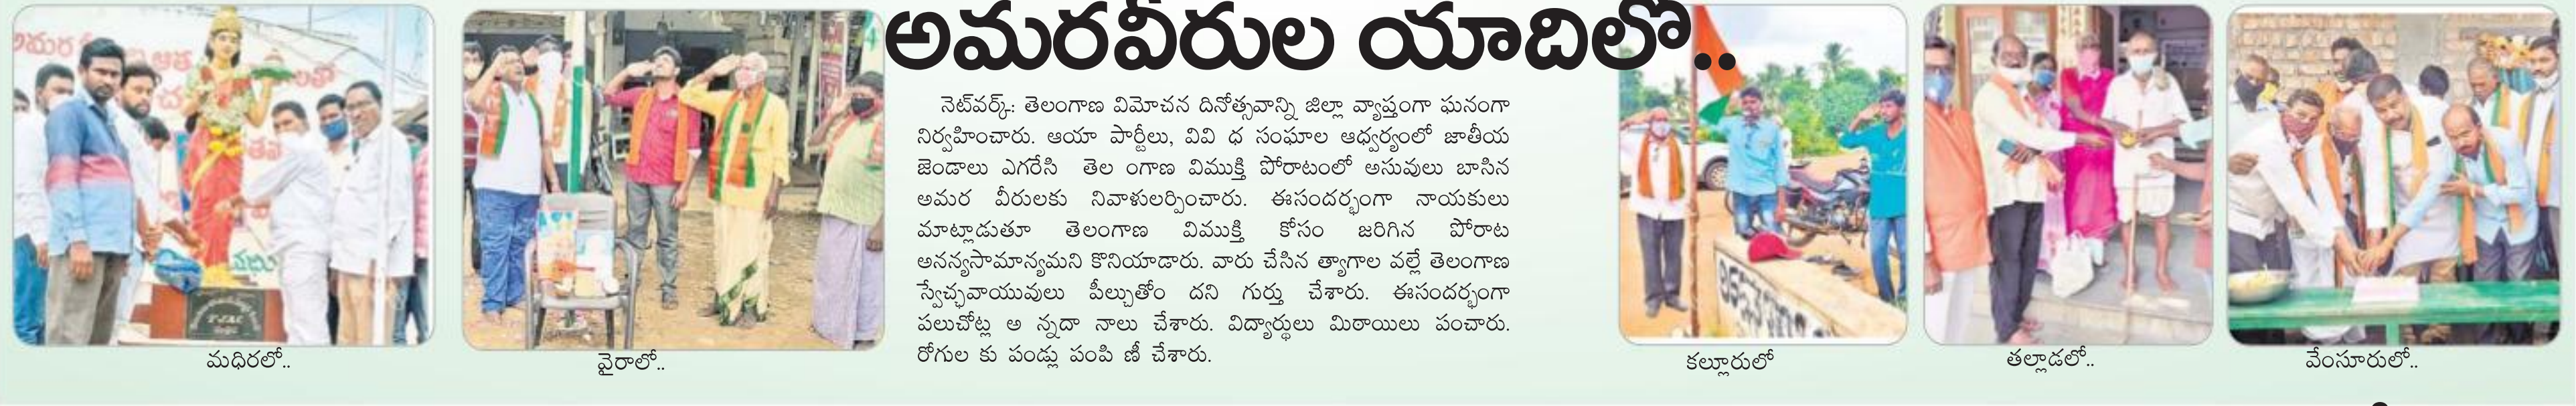 అమరవీరుల యాదిలో..
నెట్‌వర్క్: తెలంగాణ విమోచన దినోత్సవాన్ని జిల్లా వ్యాప్తంగా ఘనంగా
నిర్వహించారు. ఆయా పార్టీలు, వివి ధ సంఘాల ఆధ్వర్యంలో జాతీయ
జెండాలు ఎగరేసి తెల ంగాణ విముక్తి పోరాటంలో అసువులు బాసిన
అమర వీరులకు నివాళులర్పించారు. ఈసందర్భంగా నాయకులు
మాట్లాడుతూ తెలంగాణ విముక్తి కోసం జరిగిన పోరాట
అనన్యసామాన్యమని కొనియాడారు. వారు చేసిన త్యాగాల వల్లే తెలంగాణ
స్వేచ్ఛవాయువులు పీల్చుతోం దని గుర్తు చేశారు. ఈసందర్భంగా
పలుచోట్ల అ న్నదా నాలు చేశారు. విద్యార్థులు మిఠాయిలు పంచారు.
రోగుల కు పండ్లు పంపి ణీ చేశారు.
మధిరలో..
వైరాలో..
కల్లూరులో
తల్లాడలో..
వేంసూరులో..